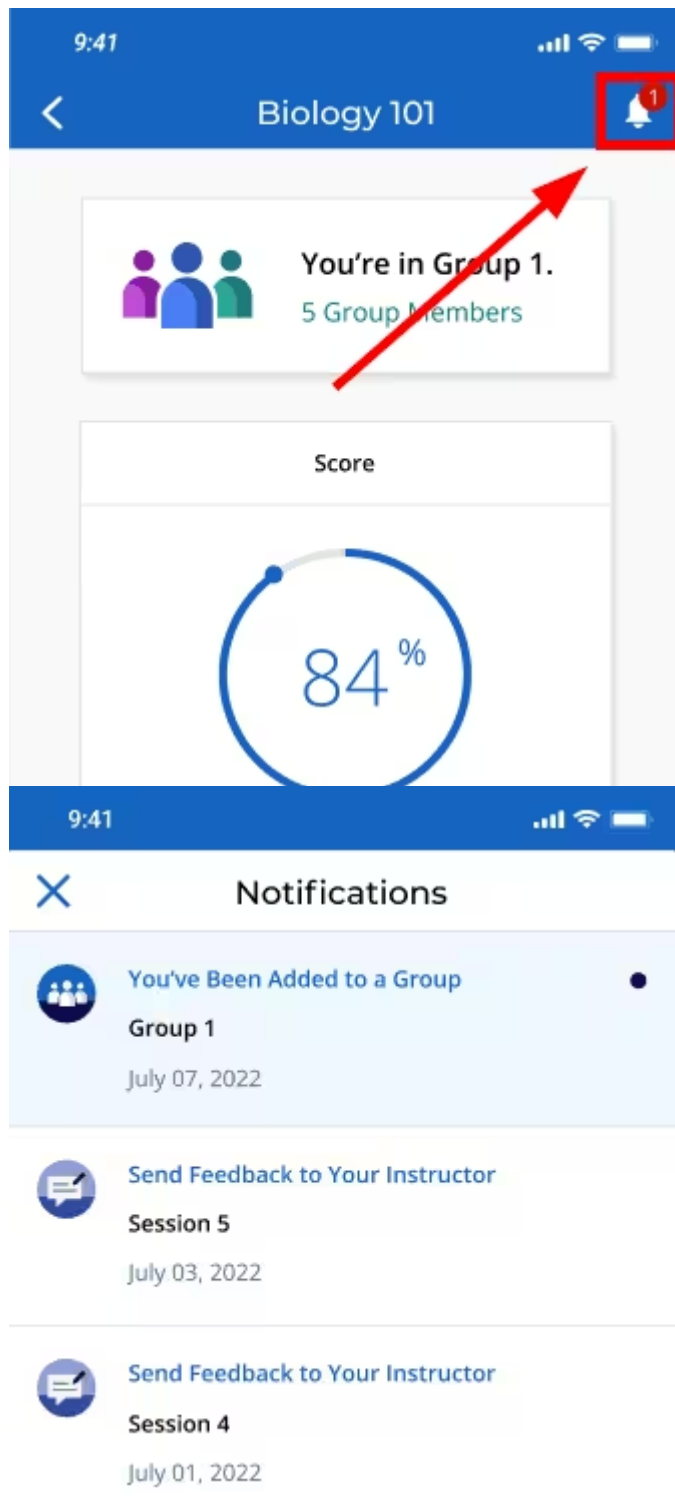 9:41
Biology 101
1
You're in Group 1.
5 Group Members
Score
84%
9:41
Notifications
You've Been Added to a Group
Group 1
July 07, 2022
Send Feedback to Your Instructor
Session 5
July 03, 2022
Send Feedback to Your Instructor
Session 4
July 01, 2022